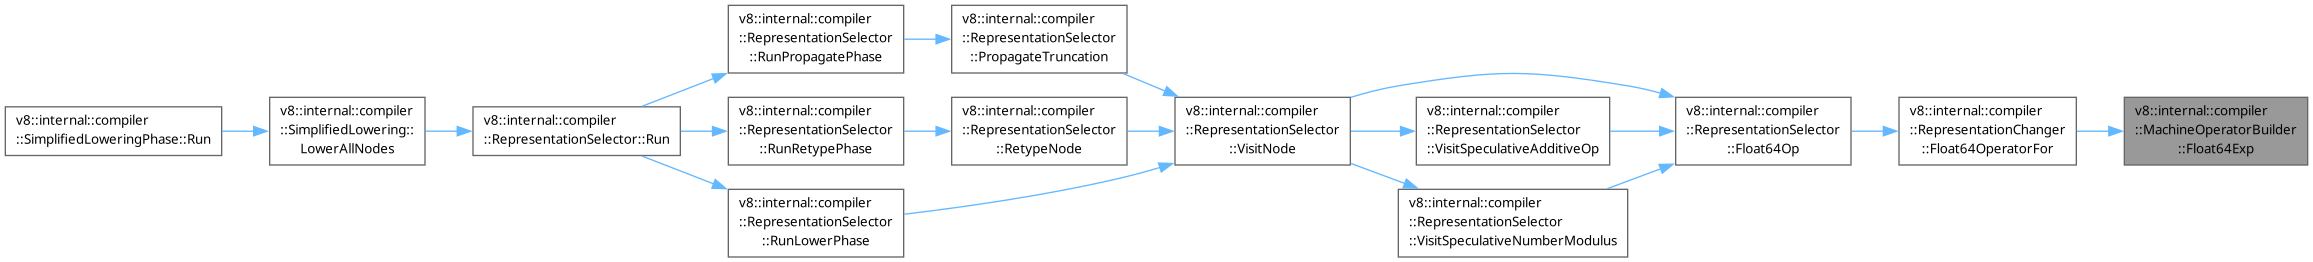 v8::internal::compiler
::SimplifiedLoweringPhase::Run
v8::internal::compiler
::SimplifiedLowering::
LowerAllNodes
v8::internal::compiler
::RepresentationSelector::Run
v8::internal::compiler
::RepresentationSelector
::RunPropagatePhase
v8::internal::compiler
::RepresentationSelector
::PropagateTruncation
v8::internal::compiler
::RepresentationSelector
::RunRetypePhase
v8::internal::compiler
::RepresentationSelector
::RetypeNode
v8::internal::compiler
::RepresentationSelector
::RunLowerPhase
v8::internal::compiler
::RepresentationSelector
::VisitNode
v8::internal::compiler
::RepresentationSelector
::VisitSpeculativeAdditiveOp
v8::internal::compiler
::RepresentationSelector
::VisitSpeculativeNumberModulus
v8::internal::compiler
::RepresentationSelector
::Float64Op
v8::internal::compiler
::RepresentationChanger
::Float64OperatorFor
v8::internal::compiler
::MachineOperatorBuilder
::Float64Exp